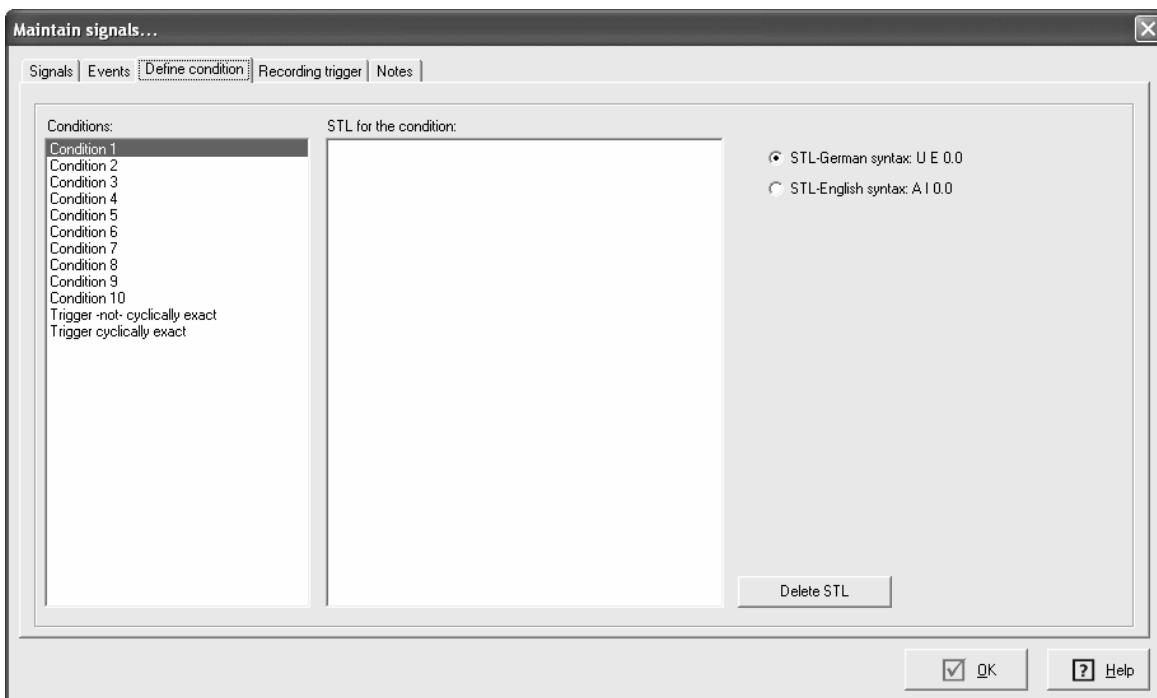 Maintain signals...
Signals Events Define condition Recording trigger Notes
Conditions:
Condition 1
Condition 2
Condition 3
Condition 4
Condition 5
Condition 6
Condition 7
Condition 8
Condition 9
Condition 10
Trigger -not- cyclically exact
Trigger cyclically exact
STL for the condition:
STL-German syntax: U E 0.0
STL-English syntax: A I 0.0
Delete STL
OK
? Help